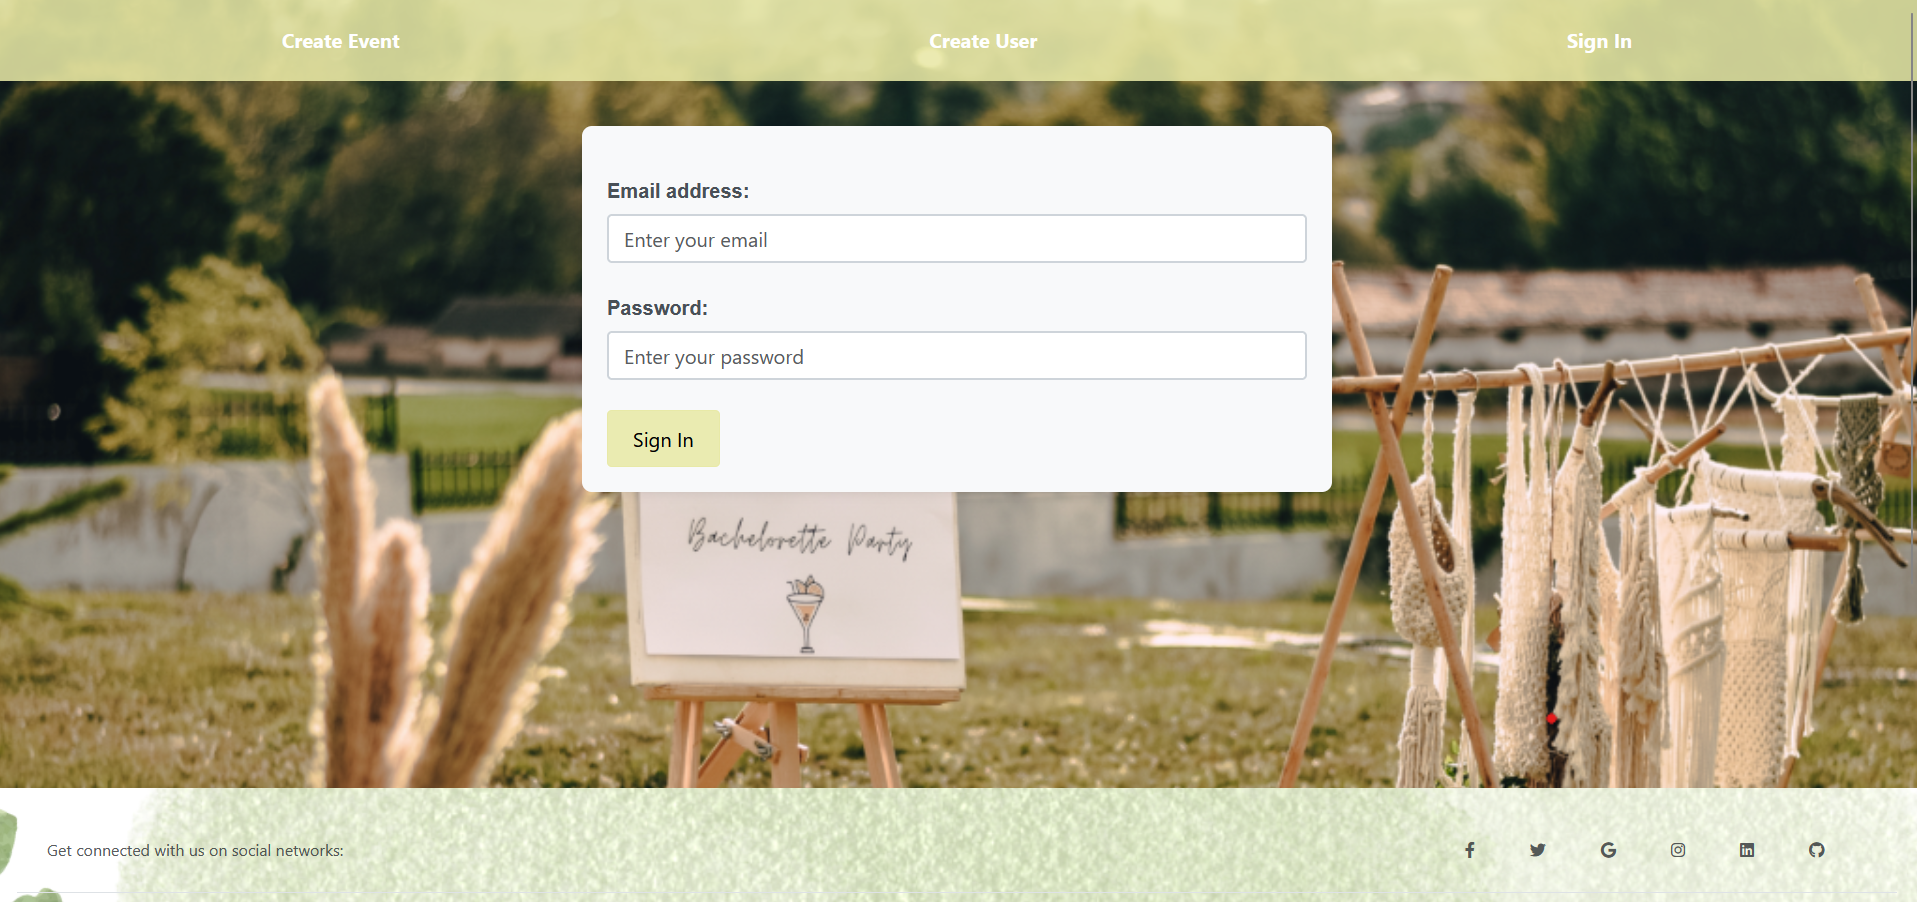 Create Event
Create User
Sign In
Email address:
Enter your email
Password:
Enter your password
Sign In
Bachelorette Party
Get connected with us on social networks: